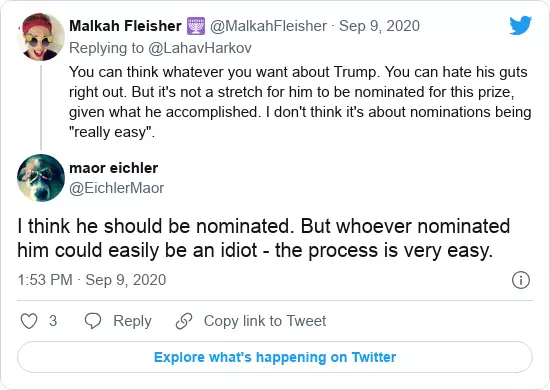 Malkah Fleisher 🕎 @MalkahFleisher · Sep 9, 2020
Replying to @LahavHarkov
You can think whatever you want about Trump. You can hate his guts
right out. But it's not a stretch for him to be nominated for this prize,
given what he accomplished. I don't think it's about nominations being
"really easy".
maor eichler
@EichlerMaor
I think he should be nominated. But whoever nominated
him could easily be an idiot - the process is very easy.
1:53 PM · Sep 9, 2020
3 Reply Copy link to Tweet
Explore what's happening on Twitter